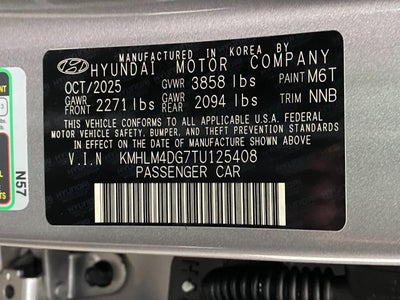 MANUFACTURED IN KOREA BY
HYUNDAI MOTOR COMPANY
OCT/2025 GVWR 3858 lbs PAINT M6T
GAWR FRONT 2271 lbs GAWR REAR 2094 lbs TRIM NNB
THIS VEHICLE CONFORMS TO ALL APPLICABLE U.S.A. FEDERAL
MOTOR VEHICLE SAFETY, BUMPER, AND THEFT PREVENTION STANDARDS
IN EFFECT ON THE DATE OF MANUFACTURE SHOWN ABOVE.
V.I.N KMHLM4DG7TU125408
PASSENGER CAR
N57